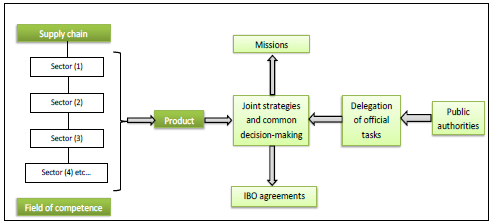 Supply chain
Sector (1)
Sector (2)
Sector (3)
Sector (4) etc...
Field of competence
Product
Missions
Joint strategies
and common
decision-making
IBO agreements
Delegation
of official
tasks
Public
authorities